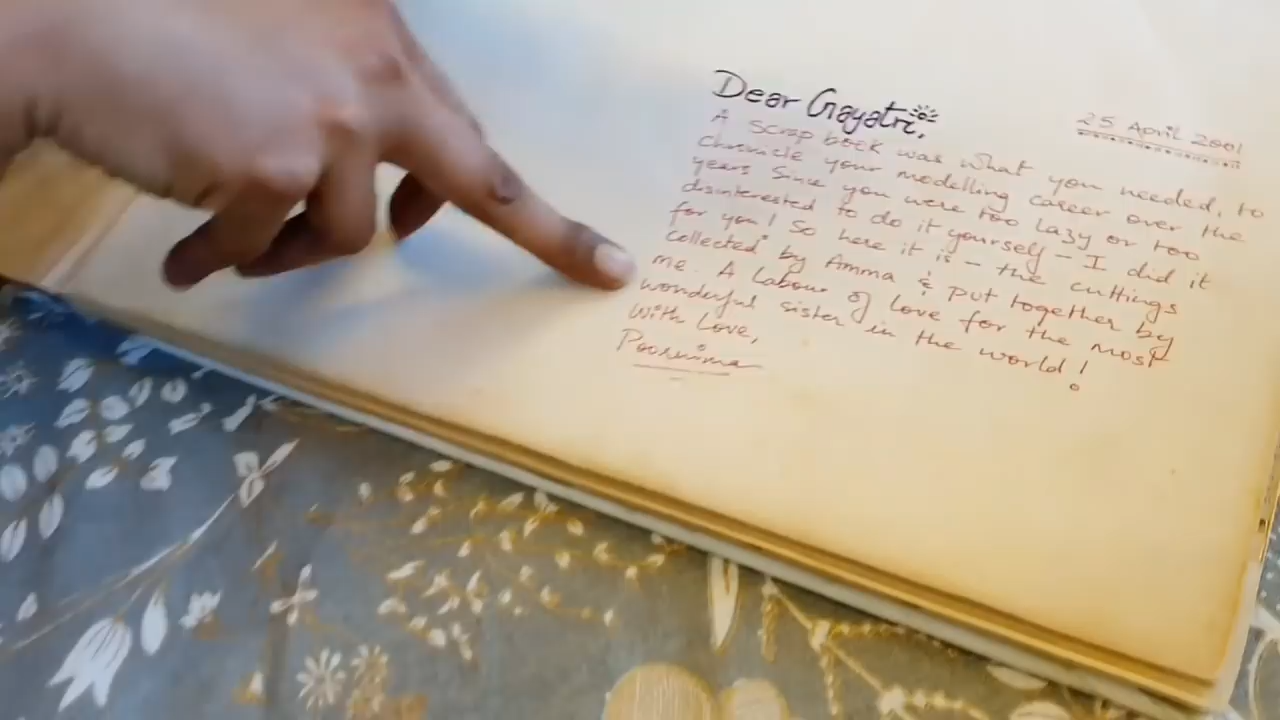 25 April 2001
Dear Gayatri,
A scrap book was what you needed, to
chronicle your modelling career over the
years since you were too lazy or too
disinterested to do it yourself - I did it
for you! So here it is - the cuttings
collected by Amma & put together by
me. A labour of love for the most
wonderful sister in the world!
With Love,
Poornima